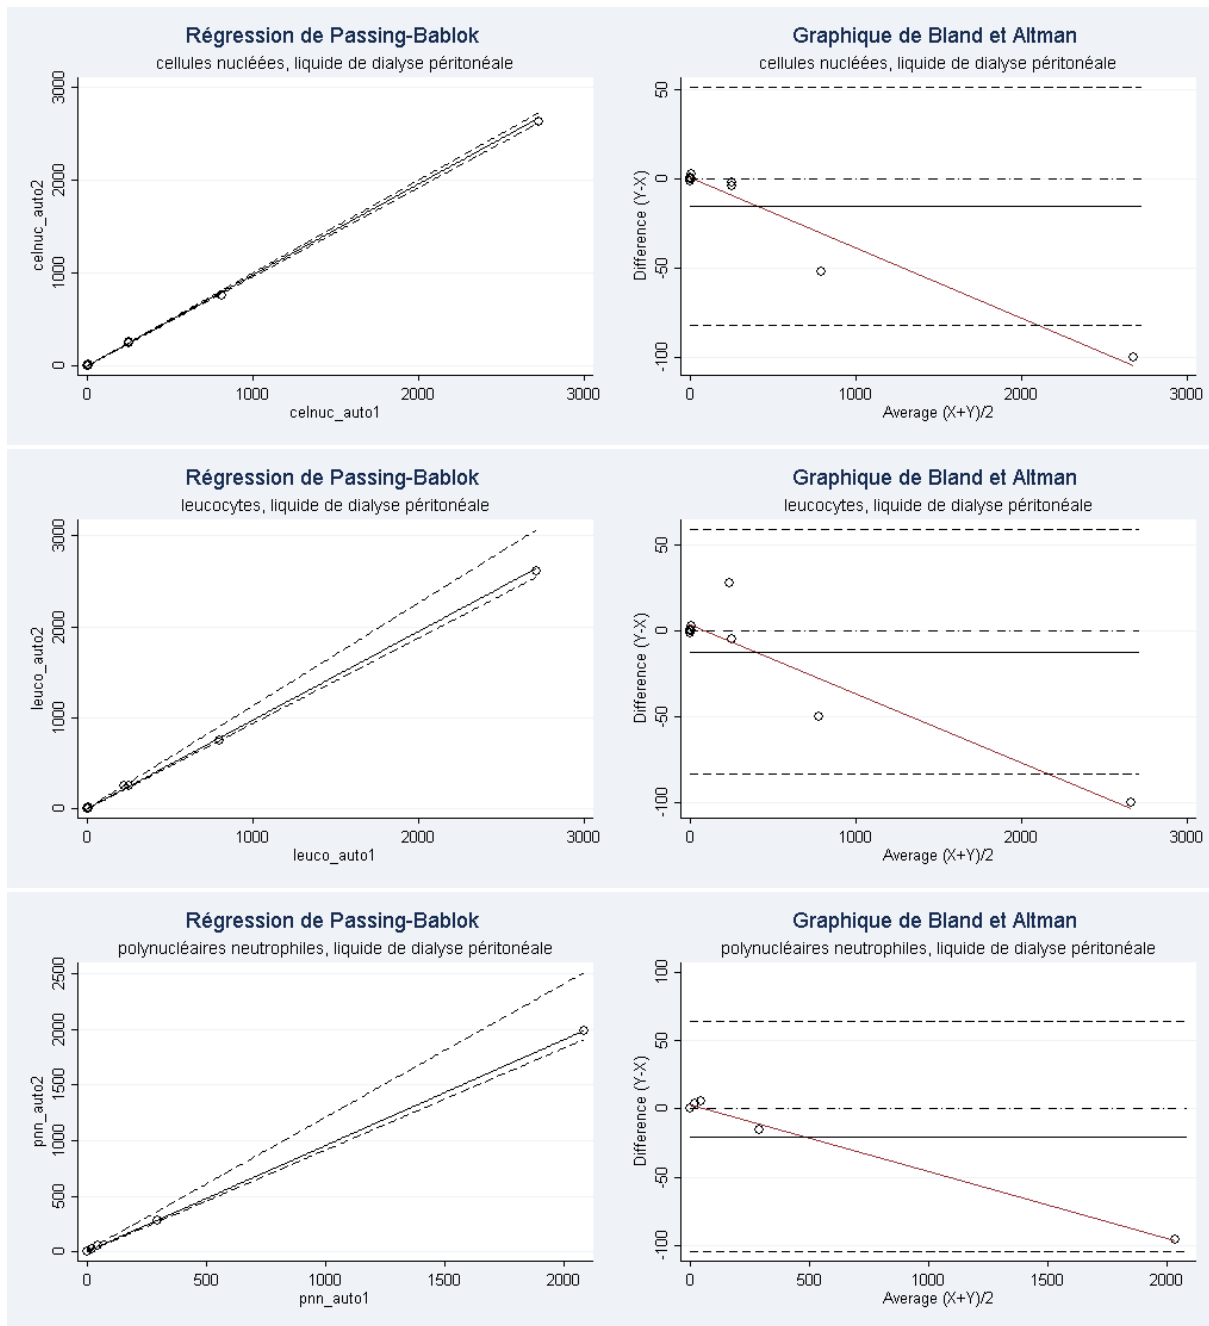 Régression de Passing-Bablok
cellules nucléées, liquide de dialyse péritonéale
3000
2000
1000
0
celnuc_auto2
0 1000 2000 3000
celnuc_auto1
Graphique de Bland et Altman
cellules nucléées, liquide de dialyse péritonéale
50
0
-50
-100
Difference (Y-X)
0 1000 2000 3000
Average (X+Y)/2
Régression de Passing-Bablok
leucocytes, liquide de dialyse péritonéale
3000
2000
1000
0
leuco_auto2
0 1000 2000 3000
leuco_auto1
Graphique de Bland et Altman
leucocytes, liquide de dialyse péritonéale
50
0
-50
-100
Difference (Y-X)
0 1000 2000 3000
Average (X+Y)/2
Régression de Passing-Bablok
polynucléaires neutrophiles, liquide de dialyse péritonéale
2500
2000
1500
1000
500
0
pnn_auto2
0 500 1000 1500 2000
pnn_auto1
Graphique de Bland et Altman
polynucléaires neutrophiles, liquide de dialyse péritonéale
100
50
0
-50
-100
Difference (Y-X)
0 500 1000 1500 2000
Average (X+Y)/2